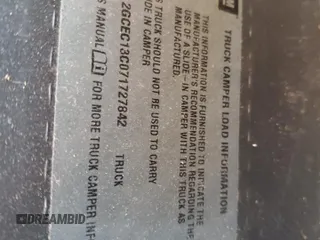 GM
TRUCK CAMPER LOAD INFORMATION
THIS INFORMATION IS FURNISHED TO INDICATE THE
MANUFACTURER'S RECOMMENDATION REGARDING THE
USE OF A SLIDE-IN CAMPER WITH THIS TRUCK AS
MANUFACTURED.
S TRUCK SHOULD NOT BE USED TO CARRY
DE IN CAMPER
2GCEC13C071727842 TRUCK
S MANUAL FOR MORE TRUCK CAMPER INF
DREAMBID